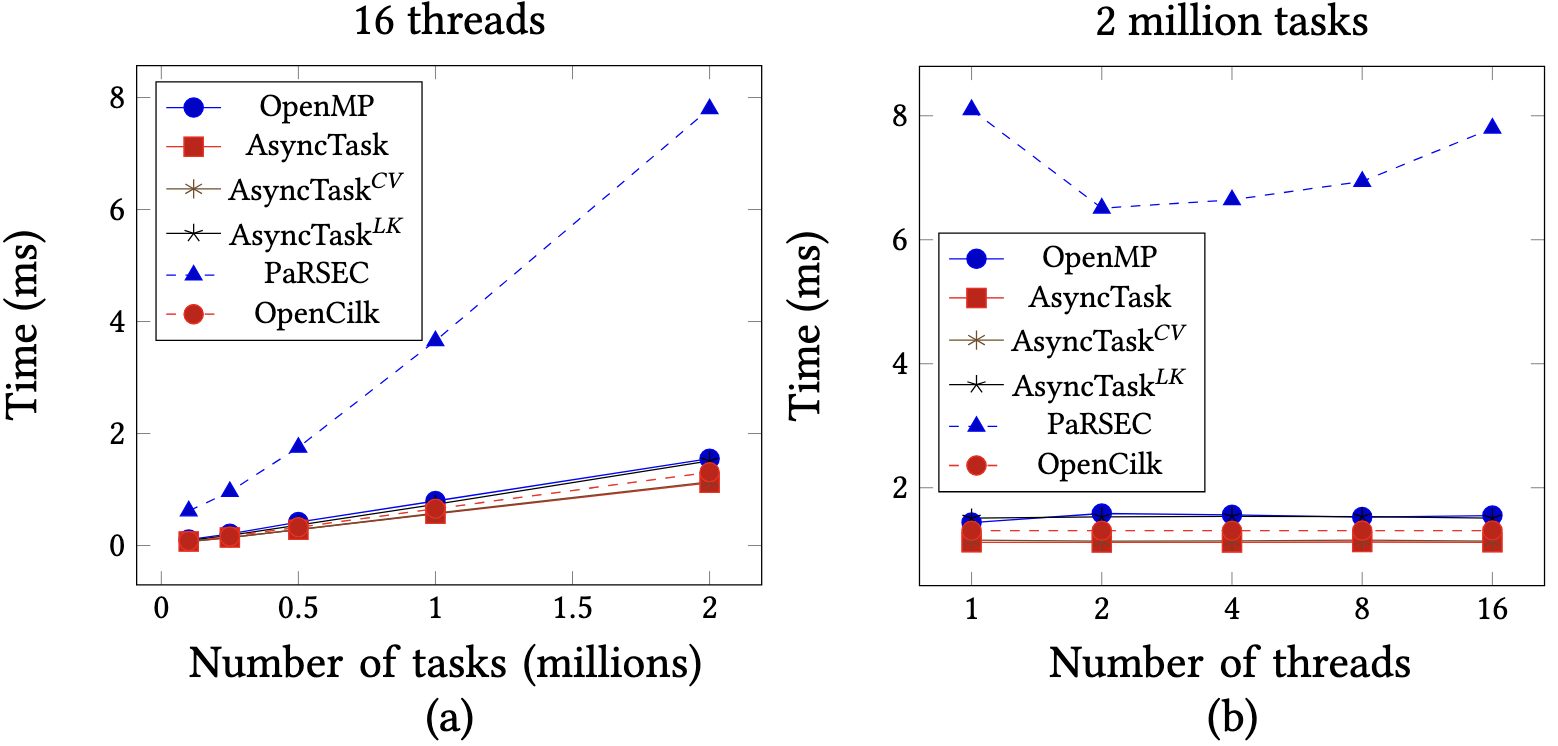 16 threads
8
6
4
2
0
Time (ms)
OpenMP
AsyncTask
AsyncTask^CV
AsyncTask^LK
PaRSEC
OpenCilk
0 0.5 1 1.5 2
Number of tasks (millions)
(a)
2 million tasks
8
6
4
2
Time (ms)
OpenMP
AsyncTask
AsyncTask^CV
AsyncTask^LK
PaRSEC
OpenCilk
1 2 4 8 16
Number of threads
(b)